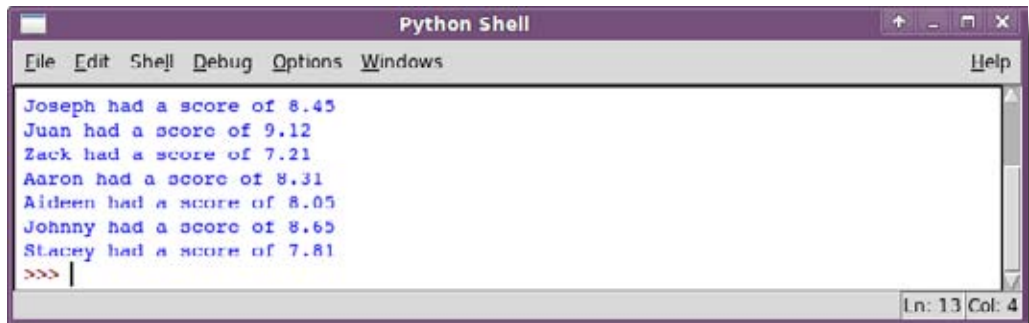 Python Shell
File Edit Shell Debug Options Windows Help
Joseph had a score of 8.45
Juan had a score of 9.12
Zack had a score of 7.21
Aaron had a score of 8.31
Aideen had a score of 8.05
Johnny had a score of 8.65
Stacey had a score of 7.81
>>>
Ln: 13 Col: 4